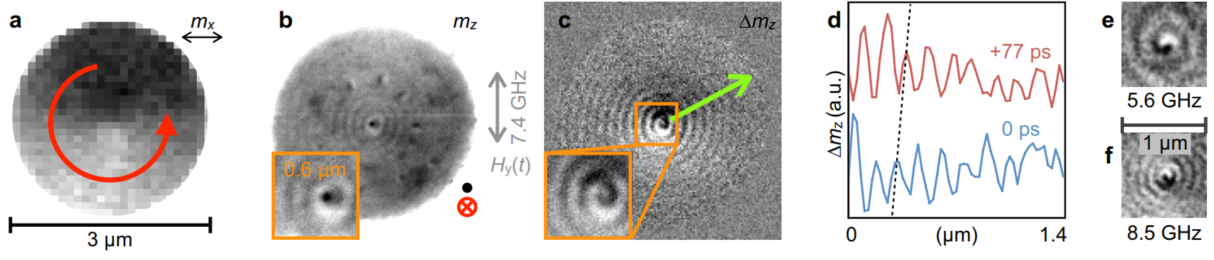 a
mₓ
3 µm
b
m_z
0.6 µm
7.4 GHz
H_y(t)
c
Δm_z
d
+77 ps
0 ps
Δm_z (a.u.)
0 (µm) 1.4
e
5.6 GHz
1 µm
f
8.5 GHz